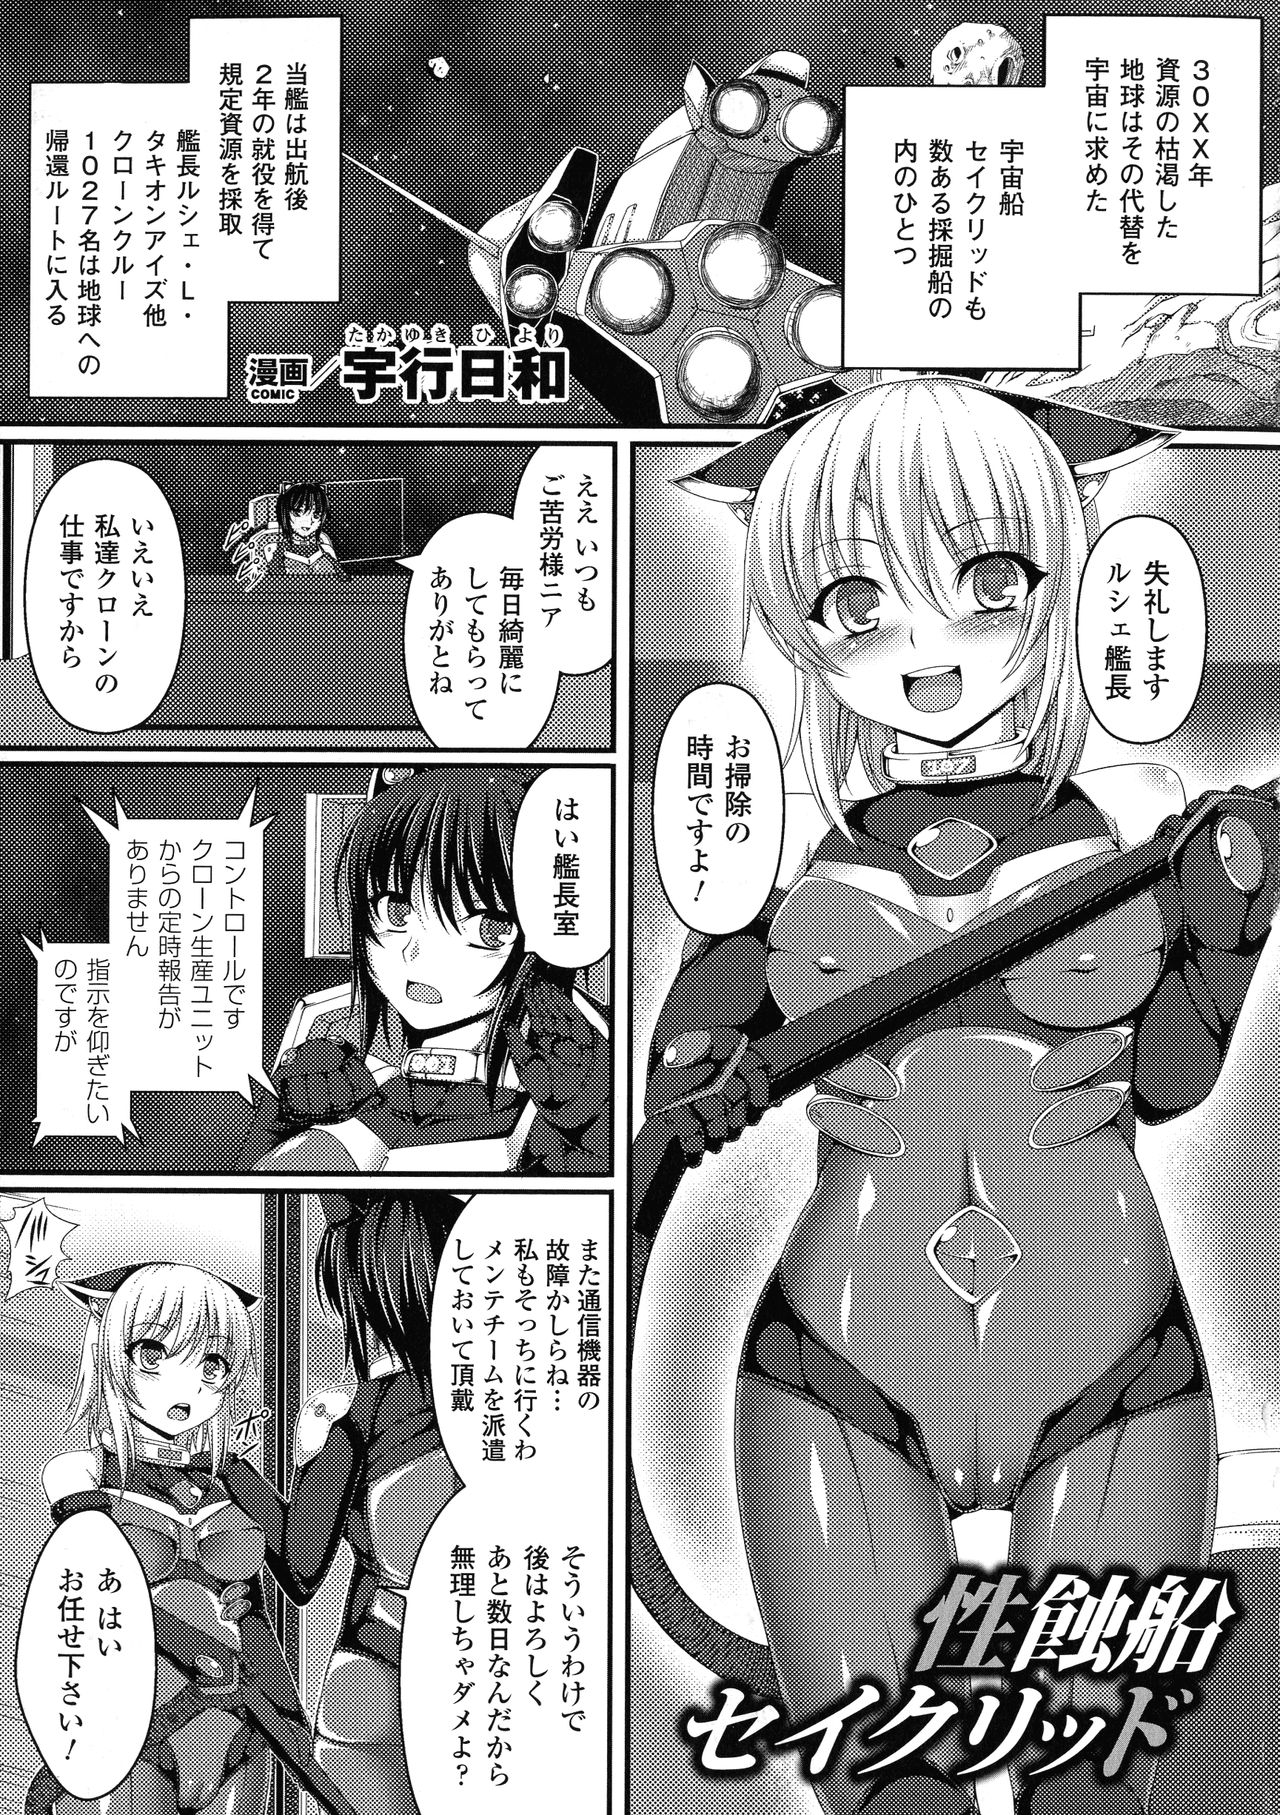 30XX年
資源の枯渇した
地球はその代替を
宇宙に求めた
宇宙船
セイクリッドも
数ある採掘船の
内のひとつ
当艦は出航後
2年の就役を得て
規定資源を採取
艦長ルシェ・L・
タキオンアイズ他
クローンクルー
1027名は地球への
帰還ルートに入る
漫画
COMIC
たかゆき ひより
宇行日和
失礼します
ルシェ艦長
お掃除の
時間ですよ!
ええ いつも
ご苦労様ニア
毎日綺麗に
してもらって
ありがとね
いえいえ
私達クローンの
仕事ですから
はい艦長室
コントロールです
クローン生産ユニット
からの定時報告が
ありません
指示を仰ぎたい
のですが
また通信機器の
故障かしらね…
私もそっちに行くわ
メンテチームを派遣
しておいて頂戴
そういうわけで
後はよろしく
あと数日なんだから
無理しちゃダメよ?
パシュ
ポン
あ はい
お任せ下さい!
性蝕船
セイクリッド